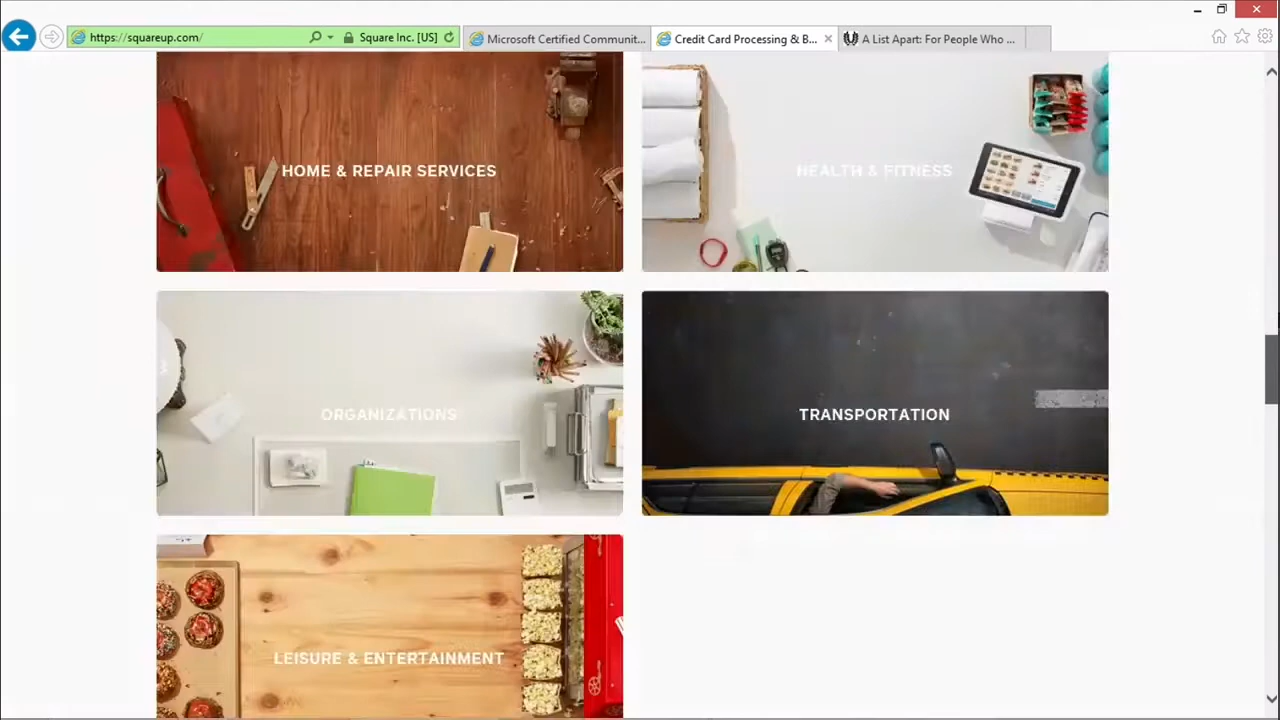 https://squareup.com/
Square Inc. [US]
Microsoft Certified Communit...
Credit Card Processing & B...
A List Apart: For People Who ...
HOME & REPAIR SERVICES
HEALTH & FITNESS
ORGANIZATIONS
TRANSPORTATION
LEISURE & ENTERTAINMENT